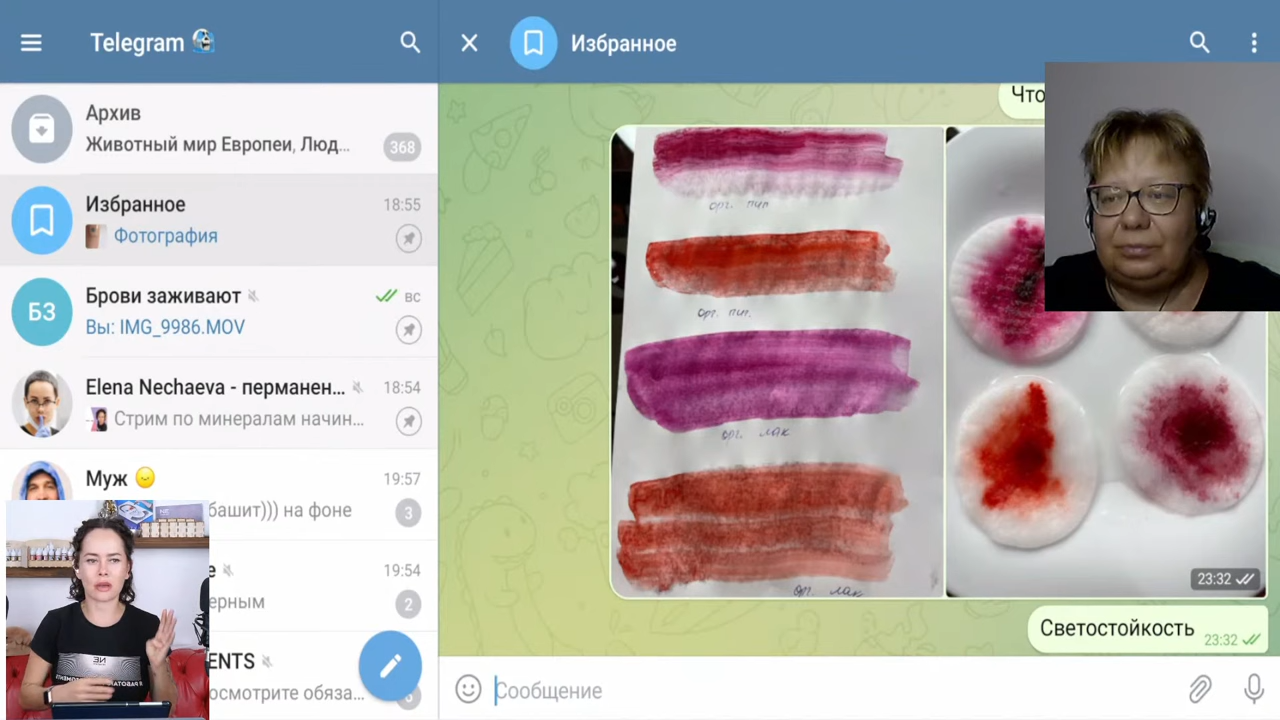 Telegram
Избранное
Архив
Животный мир Европеи, Люд...
368
Избранное
18:55
Фотография
БЗ
Брови заживают
вс
Вы: IMG_9986.MOV
Elena Nechaeva - перманен...
18:54
Стрим по минералам начин...
Муж
19:57
башит))) на фоне
3
е
19:54
ерным
2
ENTS
осмотрите обяза...
Что
орг. пиг
орг. пиг.
орг. лак
орг. лак
23:32
Светостойкость
23:32
Сообщение